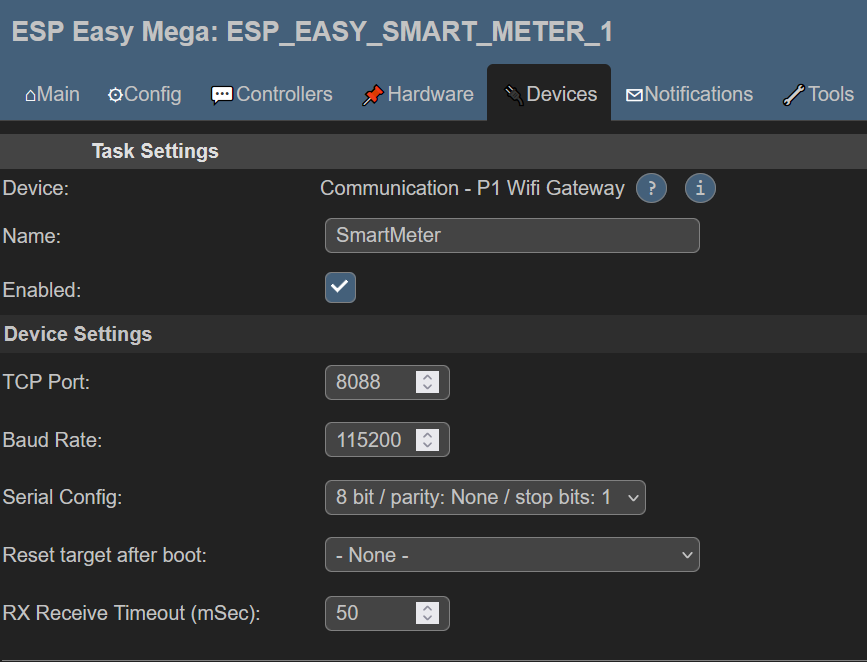 ESP Easy Mega: ESP_EASY_SMART_METER_1
Main Config Controllers Hardware Devices Notifications Tools
Task Settings
Device: Communication - P1 Wifi Gateway ? i
Name: SmartMeter
Enabled:
Device Settings
TCP Port: 8088
Baud Rate: 115200
Serial Config: 8 bit / parity: None / stop bits: 1
Reset target after boot: - None -
RX Receive Timeout (mSec): 50